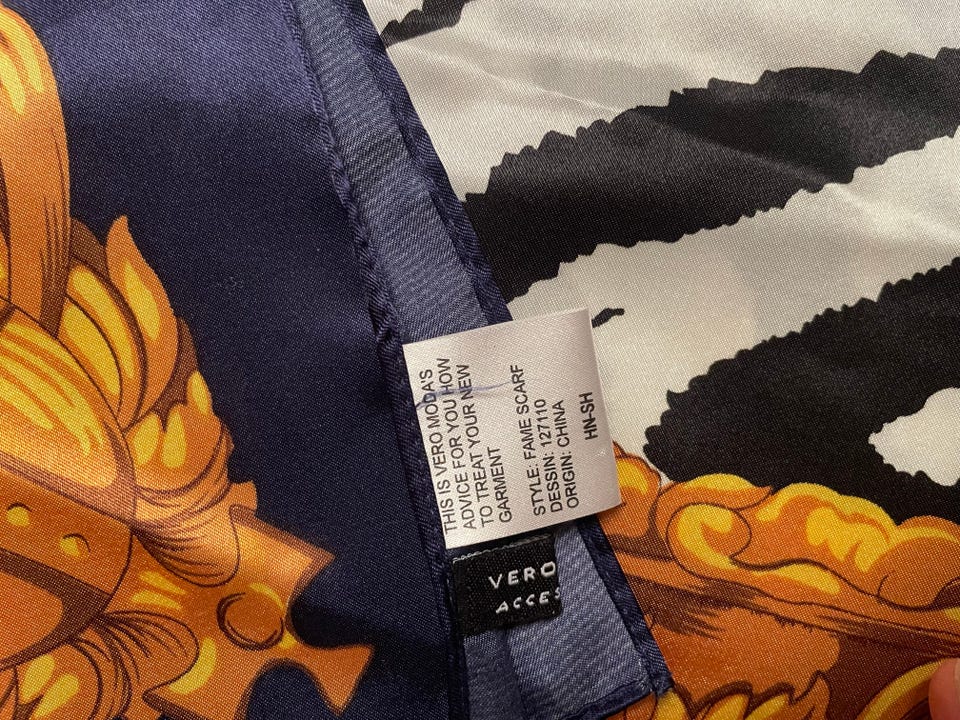 THIS IS VERO MODA'S
ADVICE FOR YOU HOW
TO TREAT YOUR NEW
GARMENT
STYLE: FAME SCARF
DESSIN: 127110
ORIGIN: CHINA
HN-SH
VERO
ACCES